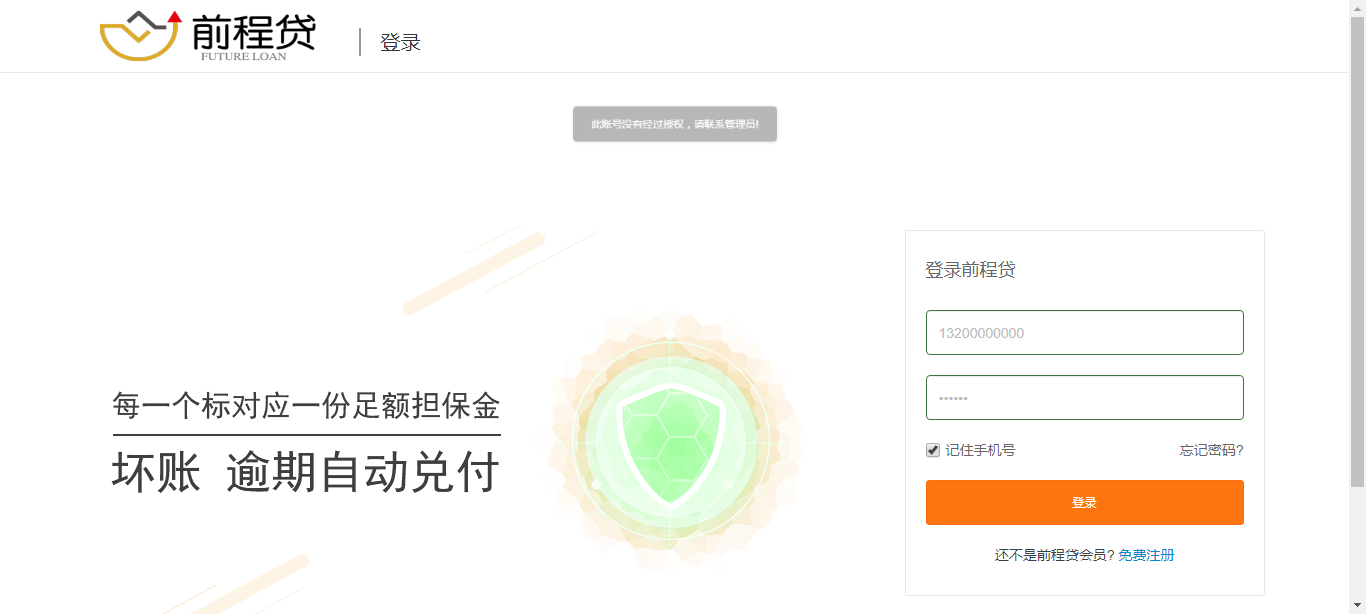 前程贷
FUTURE LOAN
登录
此账号没有经过授权，请联系管理员!
登录前程贷
13200000000
••••••
每一个标对应一份足额担保金
坏账 逾期自动兑付
记住手机号
忘记密码?
登录
还不是前程贷会员? 免费注册